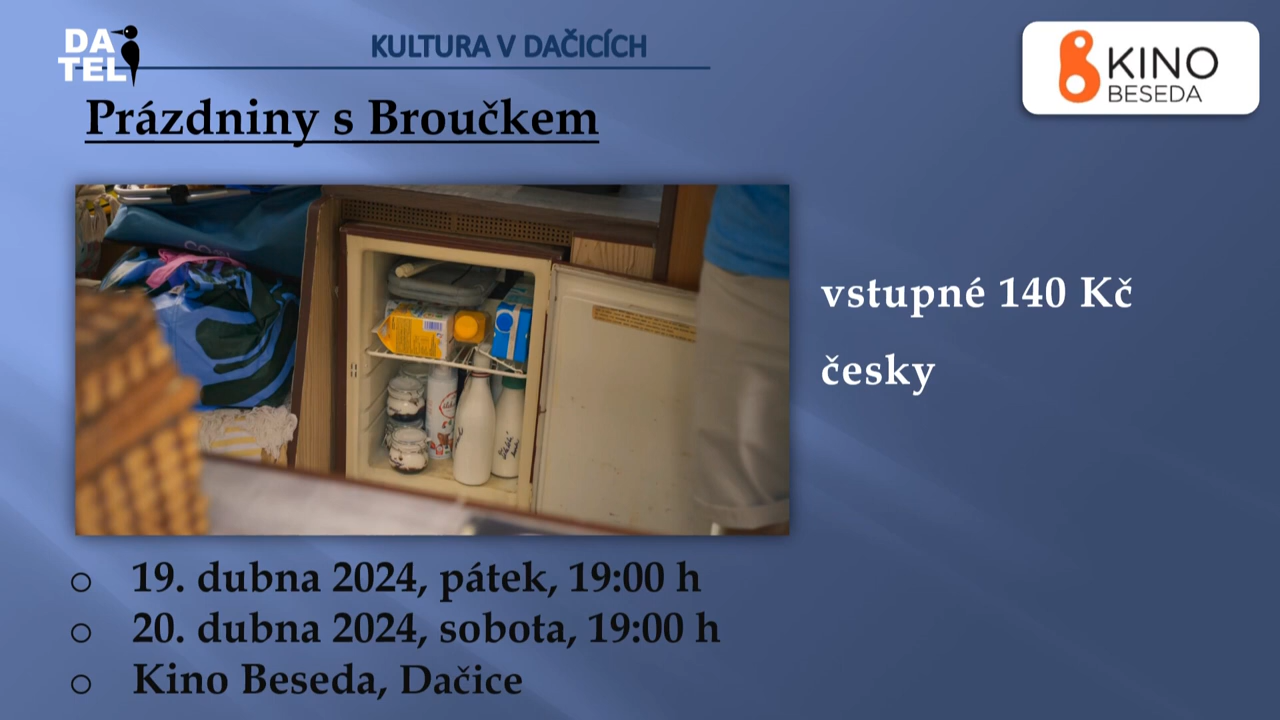 DA
TEL
KULTURA V DAČICÍCH
KINO
BESEDA
Prázdniny s Broučkem
vstupné 140 Kč
česky
o 19. dubna 2024, pátek, 19:00 h
o 20. dubna 2024, sobota, 19:00 h
o Kino Beseda, Dačice